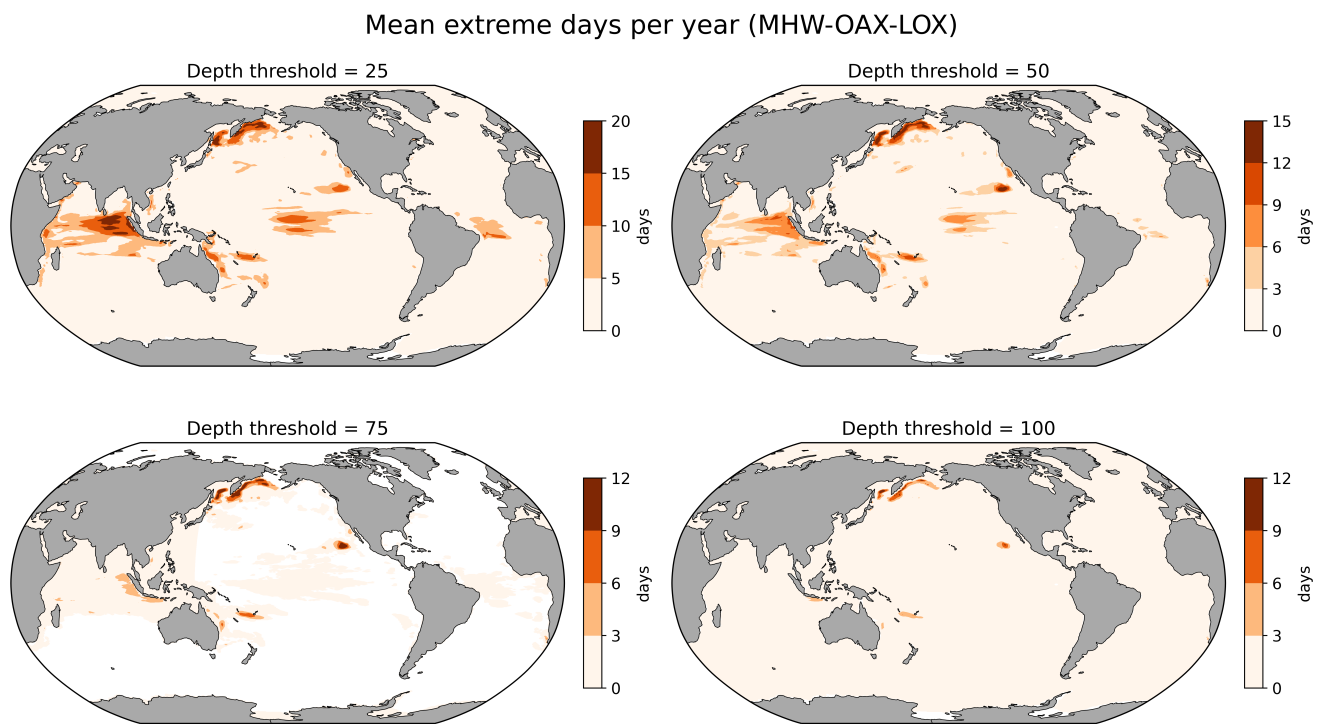 Mean extreme days per year (MHW-OAX-LOX)
Depth threshold = 25
20
15
10
5
0
days
Depth threshold = 50
15
12
9
6
3
0
days
Depth threshold = 75
12
9
6
3
0
days
Depth threshold = 100
12
9
6
3
0
days